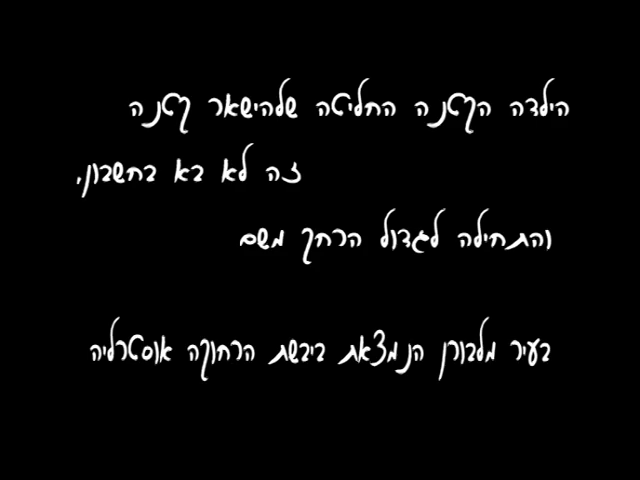 הילדה הקטנה החליטה שלהישאר קטנה
זה לא בא בחשבון,
והתחילה לגדול הרחק משם
בעיר מלבורן הנמצאת ביבשת הרחוקה אוסטרליה